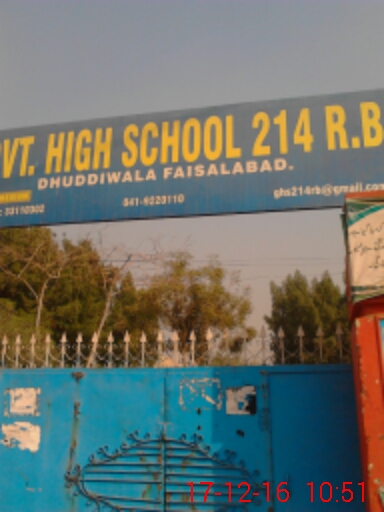 VT. HIGH SCHOOL 214 R.B
DHUDDIWALA FAISALABAD.
041-9220110
ghs214rb@gmail.com
17-12-16 10:51